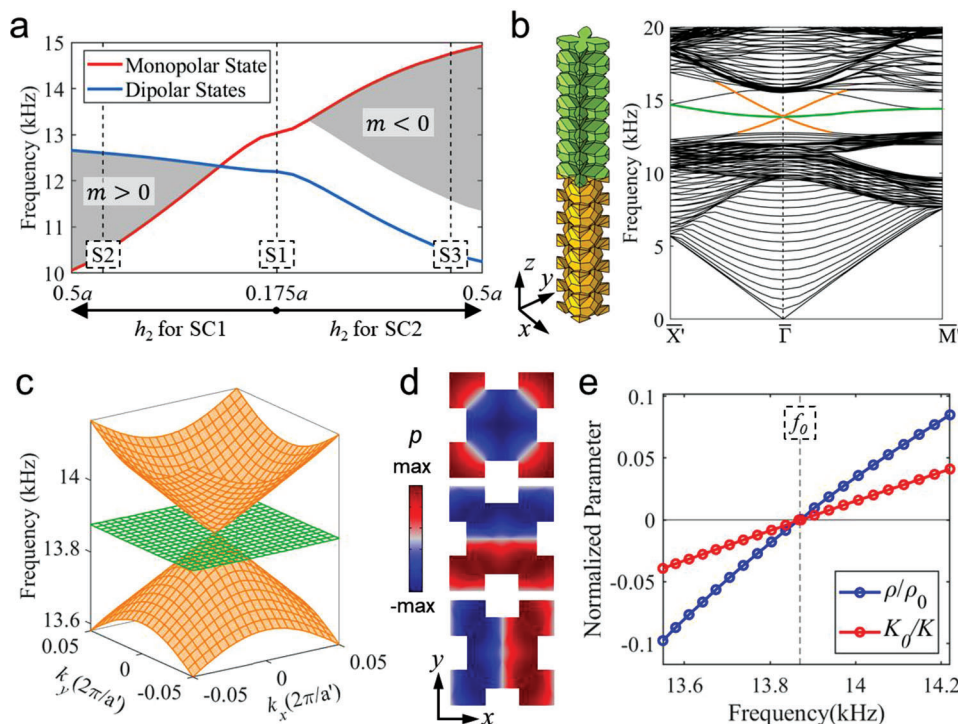 a
15
14
13
12
11
10
Frequency (kHz)
Monopolar State
Dipolar States
m < 0
m > 0
S2
S1
S3
0.5a
0.175a
0.5a
h₂ for SC1
h₂ for SC2
b
z
y
x
20
15
10
5
0
Frequency (kHz)
X̄'
Γ̄
M̄'
c
Frequency (kHz)
14
13.8
13.6
0.05
0
-0.05
k_y(2π/a')
-0.05
0
0.05
k_x(2π/a')
d
p
max
-max
y
x
e
Normalized Parameter
0.1
0.05
0
-0.05
-0.1
f₀
ρ/ρ₀
K₀/K
13.6
13.8
14
14.2
Frequency(kHz)